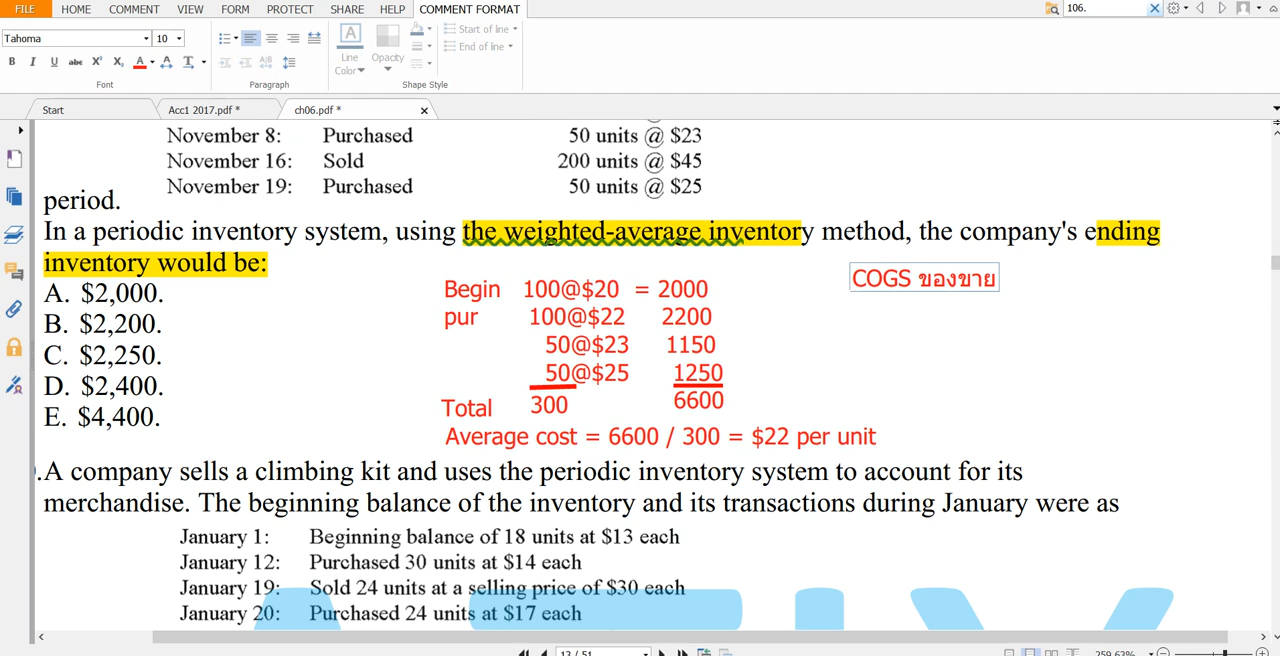 FILE HOME COMMENT VIEW FORM PROTECT SHARE HELP COMMENT FORMAT 106.
Tahoma 10 Start of line
End of line
B I U abc X² X₂ A A T Line Color Opacity
Font Paragraph Shape Style
Start Acc1 2017.pdf * ch06.pdf *
November 8: Purchased 50 units @ $23
November 16: Sold 200 units @ $45
November 19: Purchased 50 units @ $25
period.
In a periodic inventory system, using the weighted-average inventory method, the company's ending
inventory would be:
COGS ของขาย
A. $2,000.
B. $2,200.
C. $2,250.
D. $2,400.
E. $4,400.
Begin 100@$20 = 2000
pur 100@$22 2200
50@$23 1150
50@$25 1250
Total 300 6600
Average cost = 6600 / 300 = $22 per unit
.A company sells a climbing kit and uses the periodic inventory system to account for its
merchandise. The beginning balance of the inventory and its transactions during January were as
January 1: Beginning balance of 18 units at $13 each
January 12: Purchased 30 units at $14 each
January 19: Sold 24 units at a selling price of $30 each
January 20: Purchased 24 units at $17 each
13 / 51 259.63%